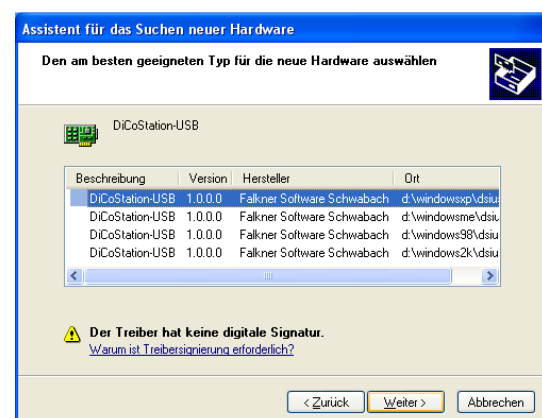 Assistent für das Suchen neuer Hardware
Den am besten geeigneten Typ für die neue Hardware auswählen
DiCoStation-USB
Beschreibung Version Hersteller Ort
DiCoStation-USB 1.0.0.0 Falkner Software Schwabach d:\windowsxp\dsius
DiCoStation-USB 1.0.0.0 Falkner Software Schwabach d:\windowsme\dsiu
DiCoStation-USB 1.0.0.0 Falkner Software Schwabach d:\windows98\dsiu
DiCoStation-USB 1.0.0.0 Falkner Software Schwabach d:\windows2k\dsiu
Der Treiber hat keine digitale Signatur.
Warum ist Treibersignierung erforderlich?
< Zurück Weiter > Abbrechen